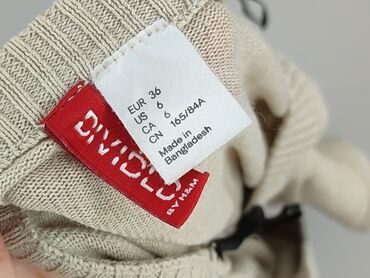 EUR 36
US 6
CA 6
CN 165/84A
Made in
Bangladesh
DIVIDED
BY H&M